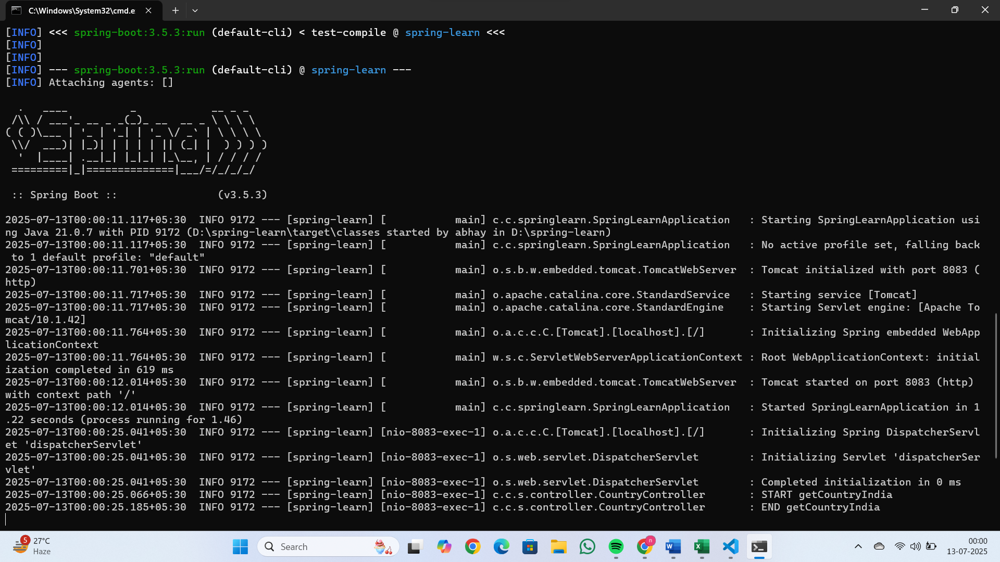 C:\Windows\System32\cmd.e
[INFO] <<< spring-boot:3.5.3:run (default-cli) < test-compile @ spring-learn <<<
[INFO]
[INFO]
[INFO] --- spring-boot:3.5.3:run (default-cli) @ spring-learn ---
[INFO] Attaching agents: []
  .   ____          _            __ _ _
 /\\ / ___'_ __ _ _(_)_ __  __ _ \ \ \ \
( ( )\___ | '_ | '_| | '_ \/ _` | \ \ \ \
 \\/  ___)| |_)| | | | | || (_| |  ) ) ) )
  '  |____| .__|_| |_|_| |_\__, | / / / /
 =========|_|==============|___/=/_/_/_/
 :: Spring Boot ::                (v3.5.3)
2025-07-13T00:00:11.117+05:30  INFO 9172 --- [spring-learn] [           main] c.c.springlearn.SpringLearnApplication   : Starting SpringLearnApplication usi
ng Java 21.0.7 with PID 9172 (D:\spring-learn\target\classes started by abhay in D:\spring-learn)
2025-07-13T00:00:11.117+05:30  INFO 9172 --- [spring-learn] [           main] c.c.springlearn.SpringLearnApplication   : No active profile set, falling back
 to 1 default profile: "default"
2025-07-13T00:00:11.701+05:30  INFO 9172 --- [spring-learn] [           main] o.s.b.w.embedded.tomcat.TomcatWebServer  : Tomcat initialized with port 8083 (
http)
2025-07-13T00:00:11.717+05:30  INFO 9172 --- [spring-learn] [           main] o.apache.catalina.core.StandardService   : Starting service [Tomcat]
2025-07-13T00:00:11.717+05:30  INFO 9172 --- [spring-learn] [           main] o.apache.catalina.core.StandardEngine    : Starting Servlet engine: [Apache To
mcat/10.1.42]
2025-07-13T00:00:11.764+05:30  INFO 9172 --- [spring-learn] [           main] o.a.c.c.C.[Tomcat].[localhost].[/]       : Initializing Spring embedded WebApp
licationContext
2025-07-13T00:00:11.764+05:30  INFO 9172 --- [spring-learn] [           main] w.s.c.ServletWebServerApplicationContext : Root WebApplicationContext: initial
ization completed in 619 ms
2025-07-13T00:00:12.014+05:30  INFO 9172 --- [spring-learn] [           main] o.s.b.w.embedded.tomcat.TomcatWebServer  : Tomcat started on port 8083 (http)
with context path '/'
2025-07-13T00:00:12.014+05:30  INFO 9172 --- [spring-learn] [           main] c.c.springlearn.SpringLearnApplication   : Started SpringLearnApplication in 1
.22 seconds (process running for 1.46)
2025-07-13T00:00:25.041+05:30  INFO 9172 --- [spring-learn] [nio-8083-exec-1] o.a.c.c.C.[Tomcat].[localhost].[/]       : Initializing Spring DispatcherServl
et 'dispatcherServlet'
2025-07-13T00:00:25.041+05:30  INFO 9172 --- [spring-learn] [nio-8083-exec-1] o.s.web.servlet.DispatcherServlet        : Initializing Servlet 'dispatcherSer
vlet'
2025-07-13T00:00:25.041+05:30  INFO 9172 --- [spring-learn] [nio-8083-exec-1] o.s.web.servlet.DispatcherServlet        : Completed initialization in 0 ms
2025-07-13T00:00:25.066+05:30  INFO 9172 --- [spring-learn] [nio-8083-exec-1] c.c.s.controller.CountryController       : START getCountryIndia
2025-07-13T00:00:25.185+05:30  INFO 9172 --- [spring-learn] [nio-8083-exec-1] c.c.s.controller.CountryController       : END getCountryIndia
5
27°C
Haze
Search
n
00:00
13-07-2025